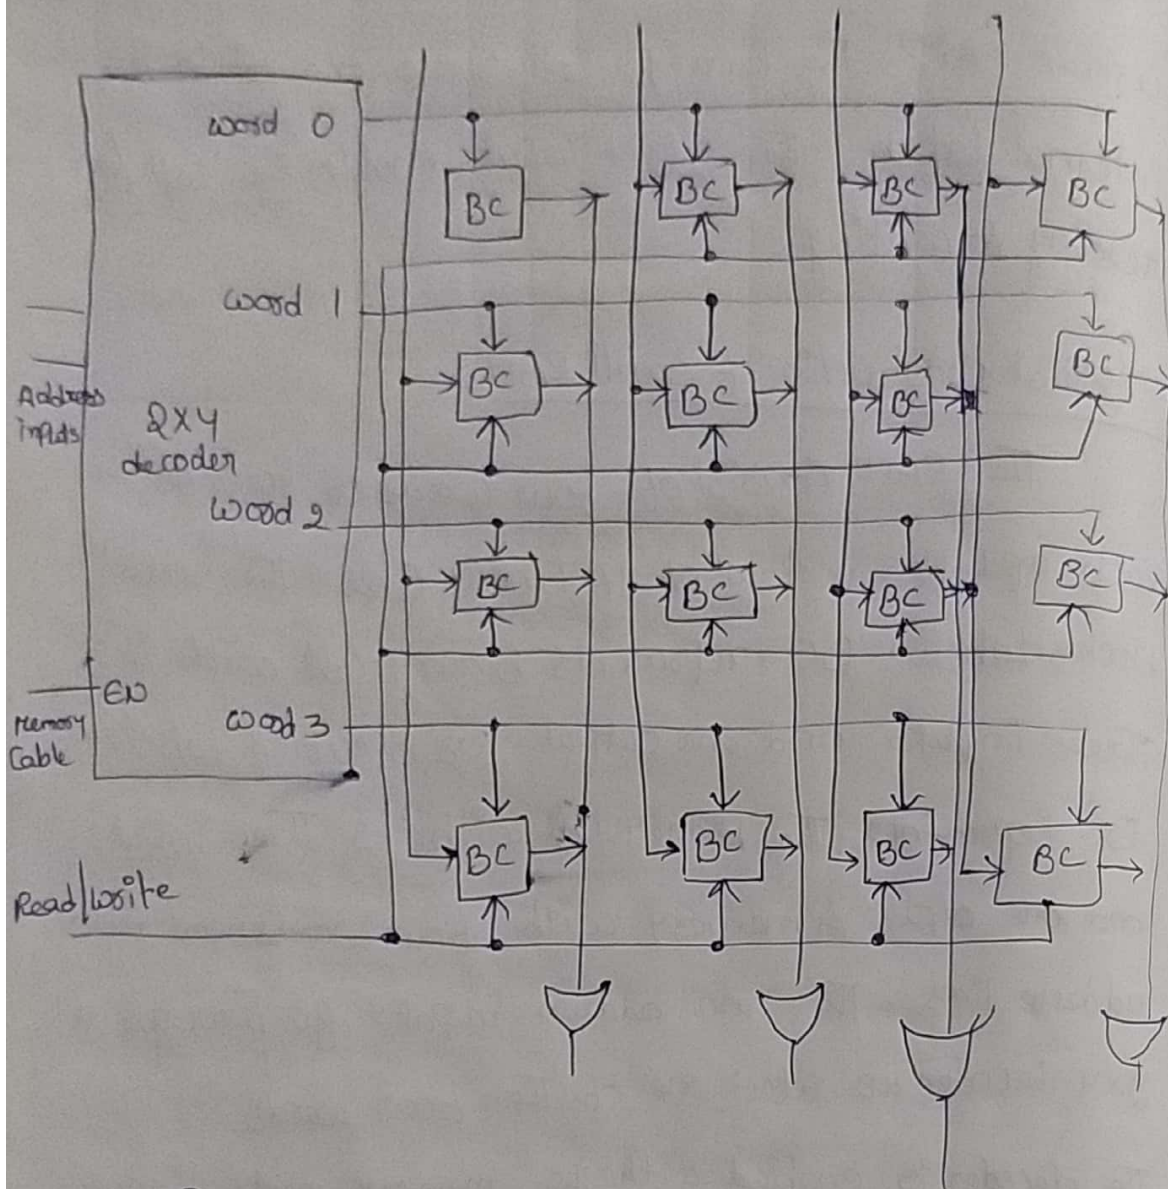 word 0
BC BC BC BC
word 1
BC BC BC BC
Address
inputs
2x4
decoder
word 2
BC BC BC BC
EN
Memory
Cable
word 3
BC BC BC BC
Read/write